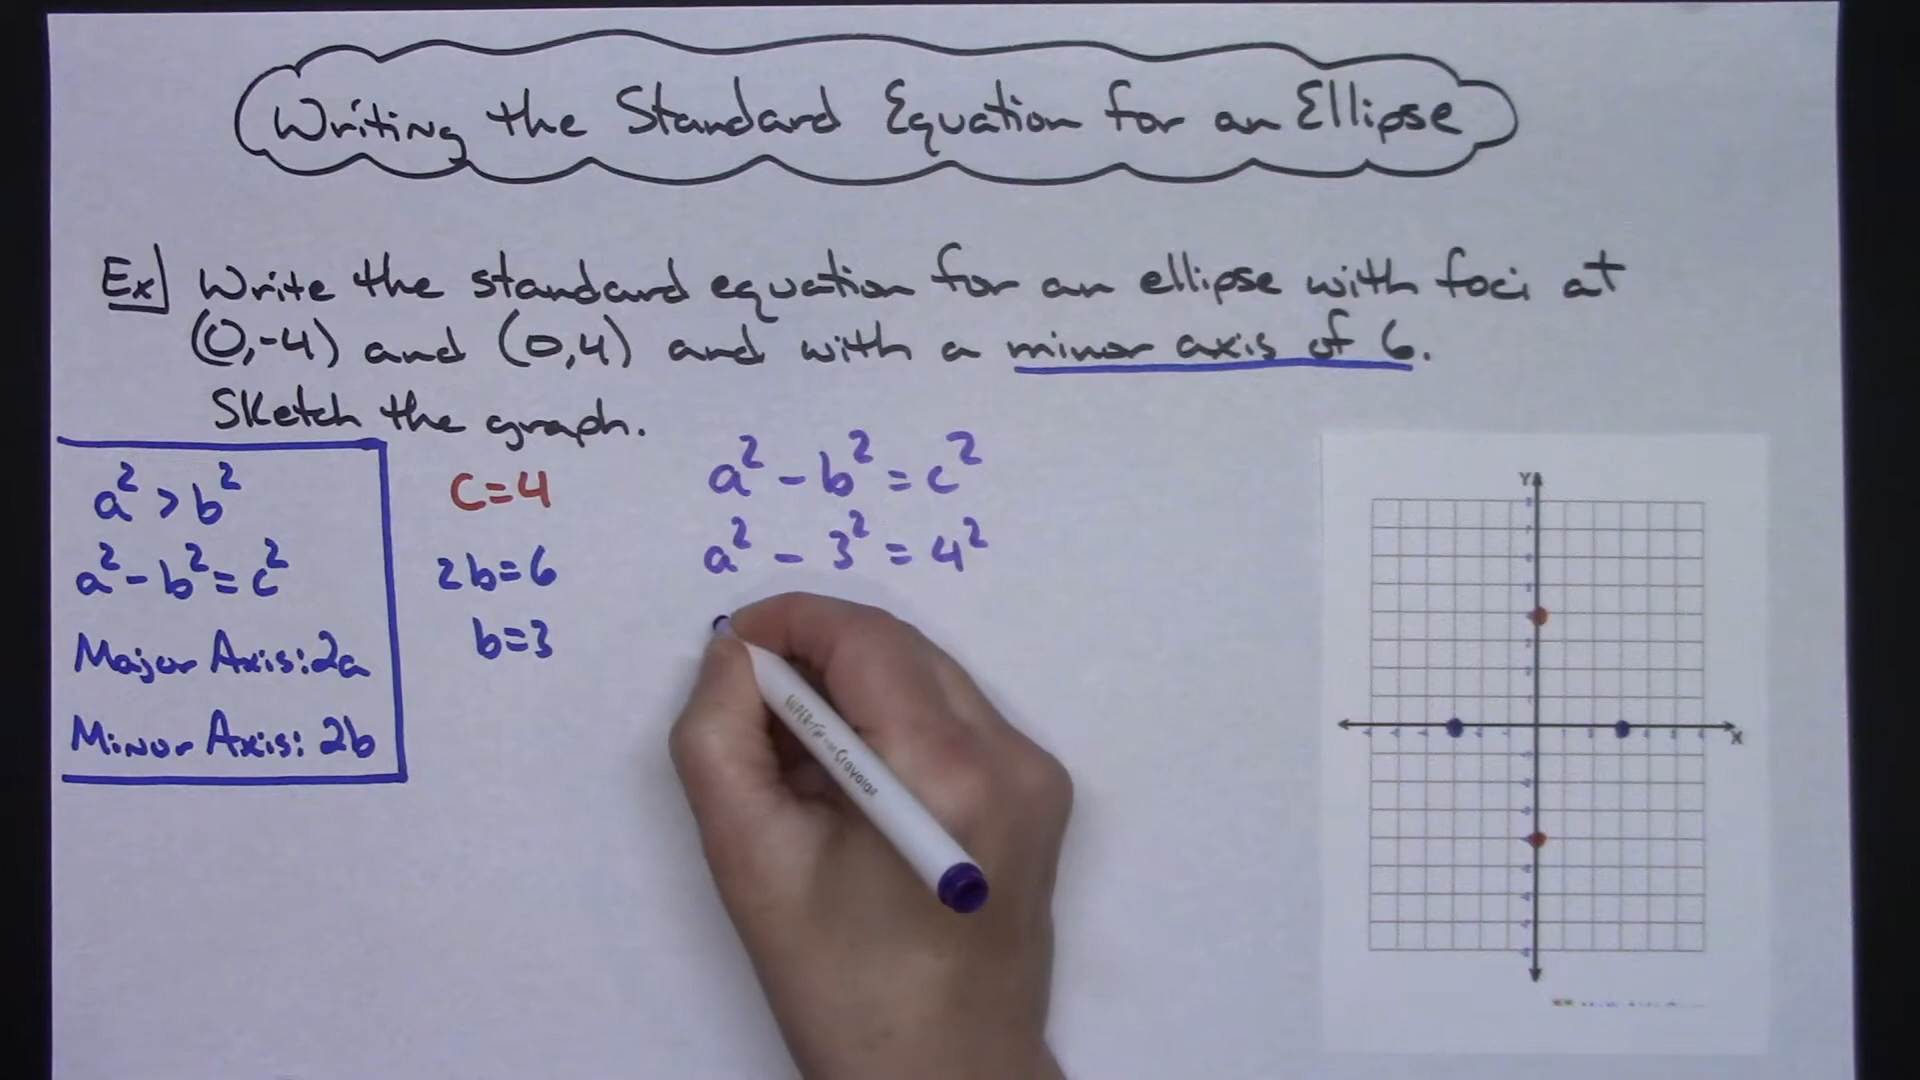 Writing the Standard Equation for an Ellipse
Ex Write the standard equation for an ellipse with foci at
(0,-4) and (0,4) and with a minor axis of 6.
Sketch the graph.
a² > b²
a² - b² = c²
Major Axis: 2a
Minor Axis: 2b
C=4
2b=6
b=3
a² - b² = c²
a² - 3² = 4²
Crayola
Y
X